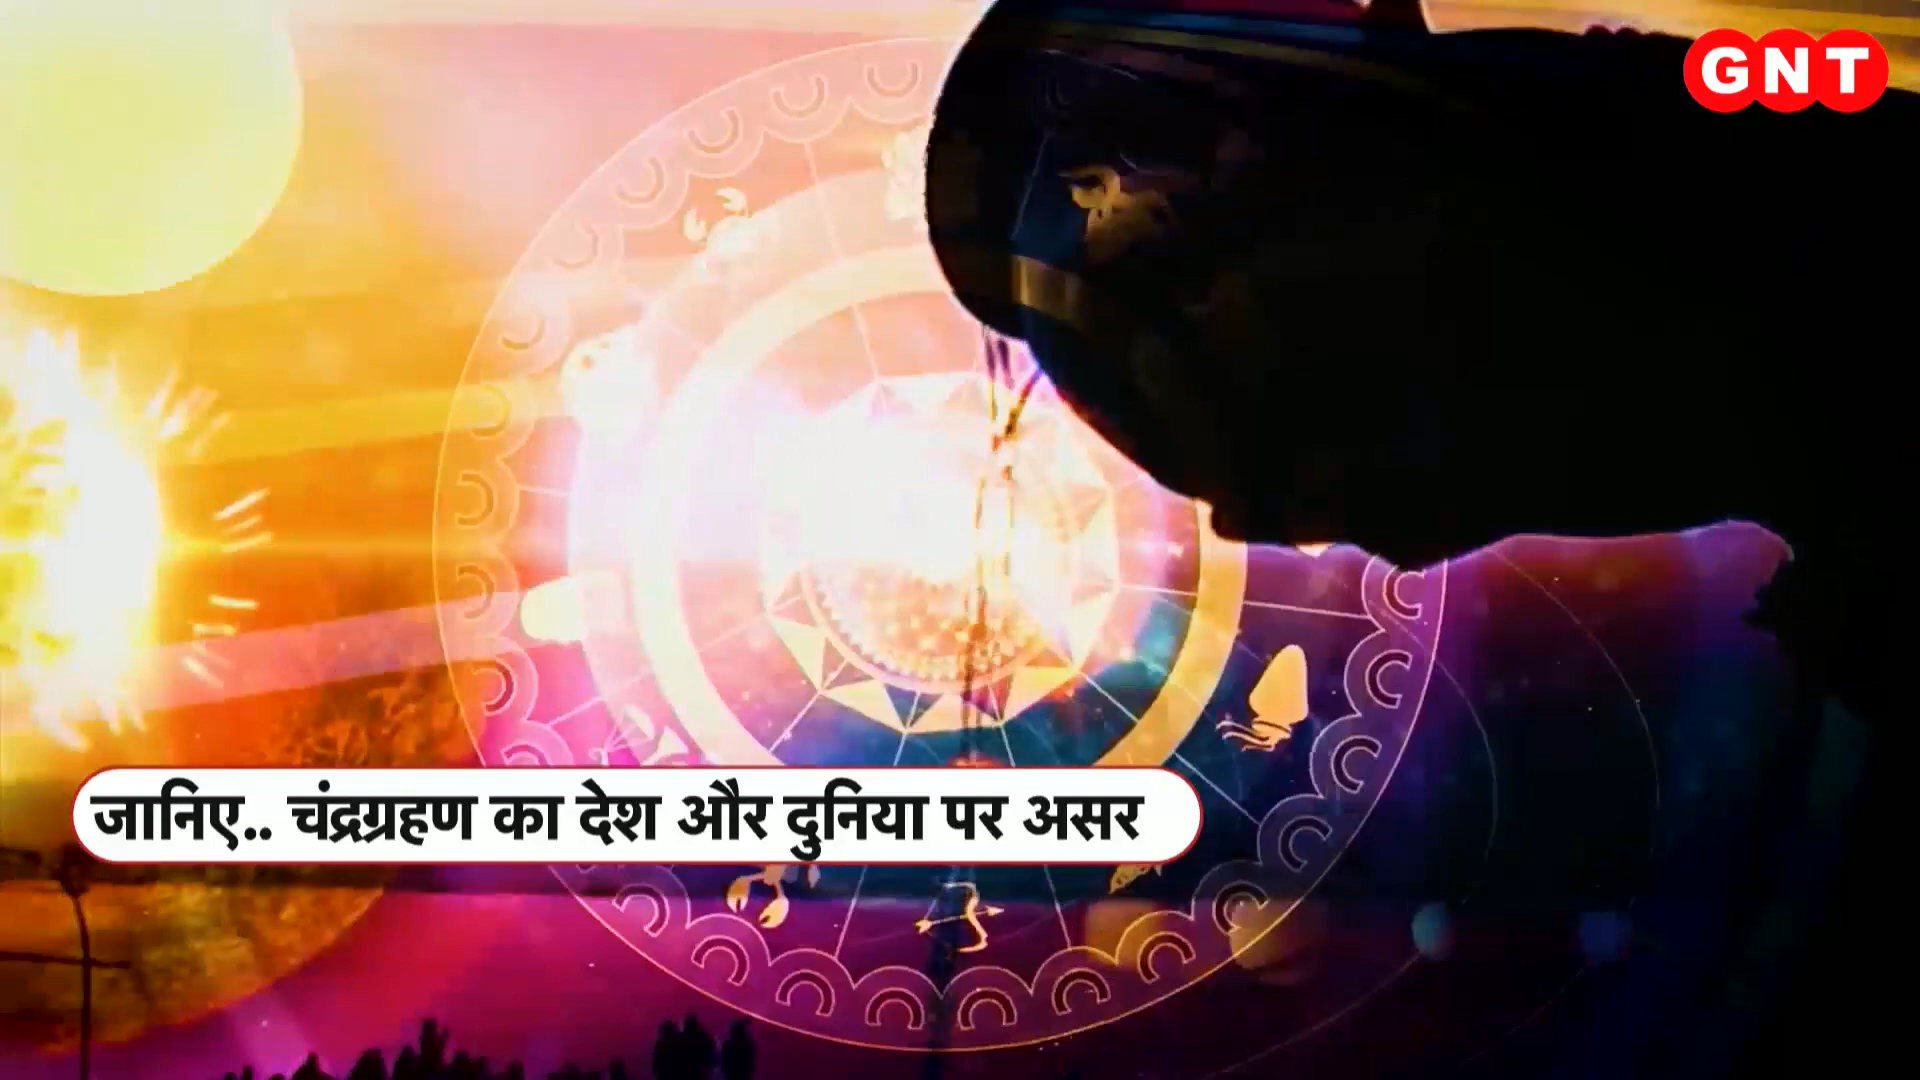 GNT
जानिए.. चंद्रग्रहण का देश और दुनिया पर असर